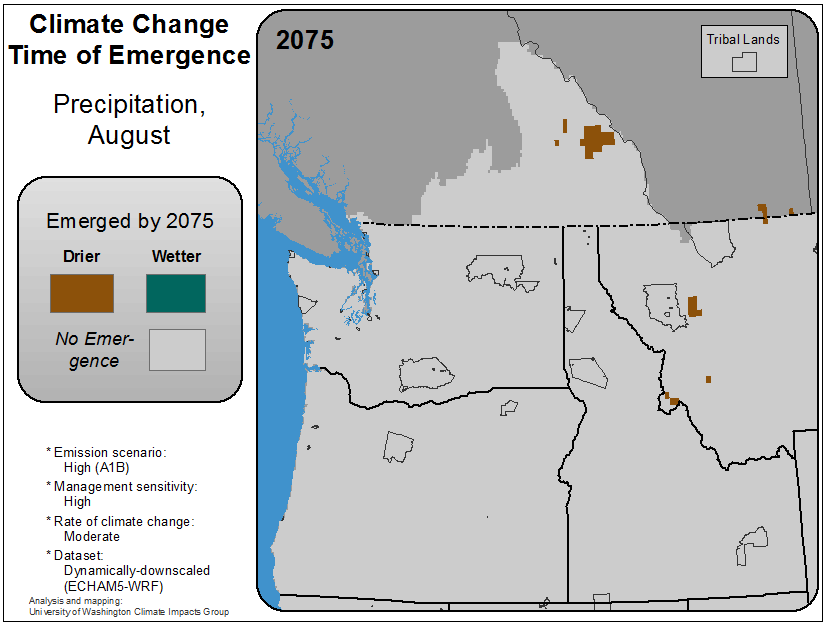 Climate Change
Time of Emergence
Precipitation,
August
Emerged by 2075
Drier
Wetter
No Emer-
gence
* Emission scenario:
High (A1B)
* Management sensitivity:
High
* Rate of climate change:
Moderate
* Dataset:
Dynamically-downscaled
(ECHAM5-WRF)
Analysis and mapping:
University of Washington Climate Impacts Group
2075
Tribal Lands